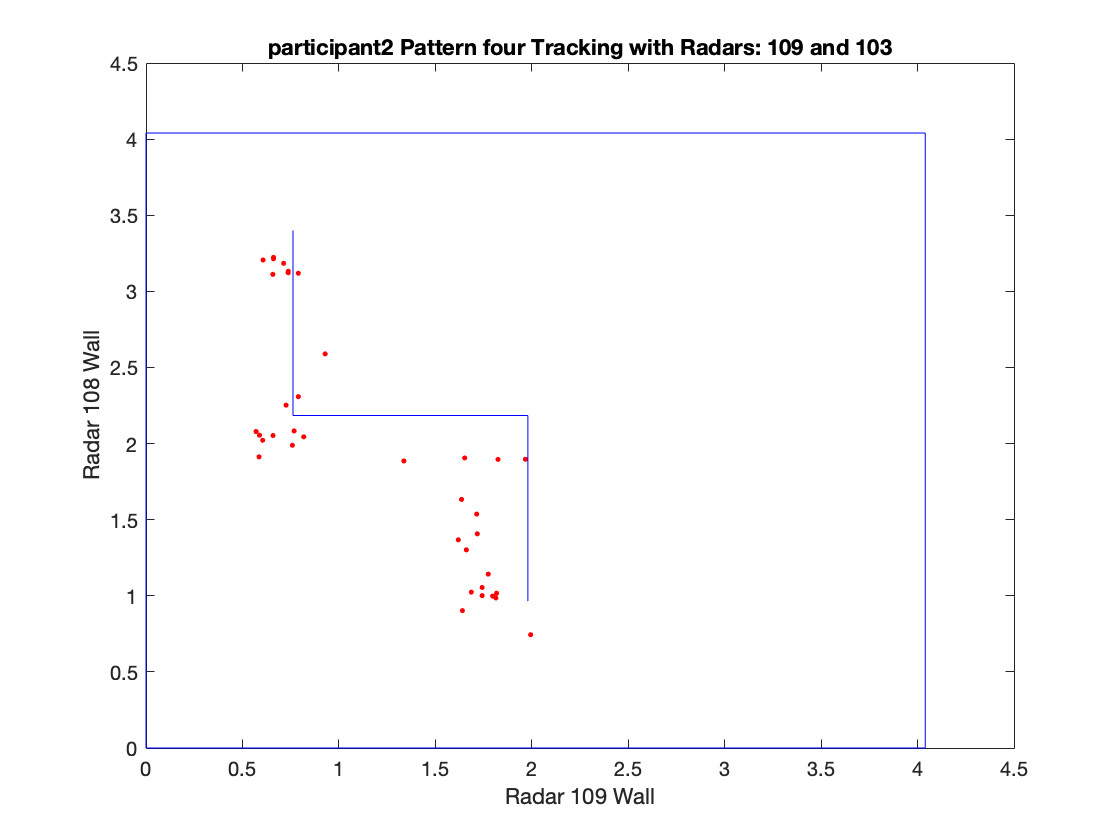 participant2 Pattern four Tracking with Radars: 109 and 103
4.5
4
3.5
3
2.5
2
1.5
1
0.5
0
Radar 108 Wall
0 0.5 1 1.5 2 2.5 3 3.5 4 4.5
Radar 109 Wall